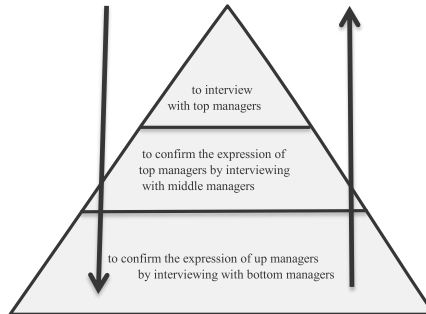 to interview
with top managers
to confirm the expression of
top managers by interviewing
with middle managers
to confirm the expression of up managers
by interviewing with bottom managers